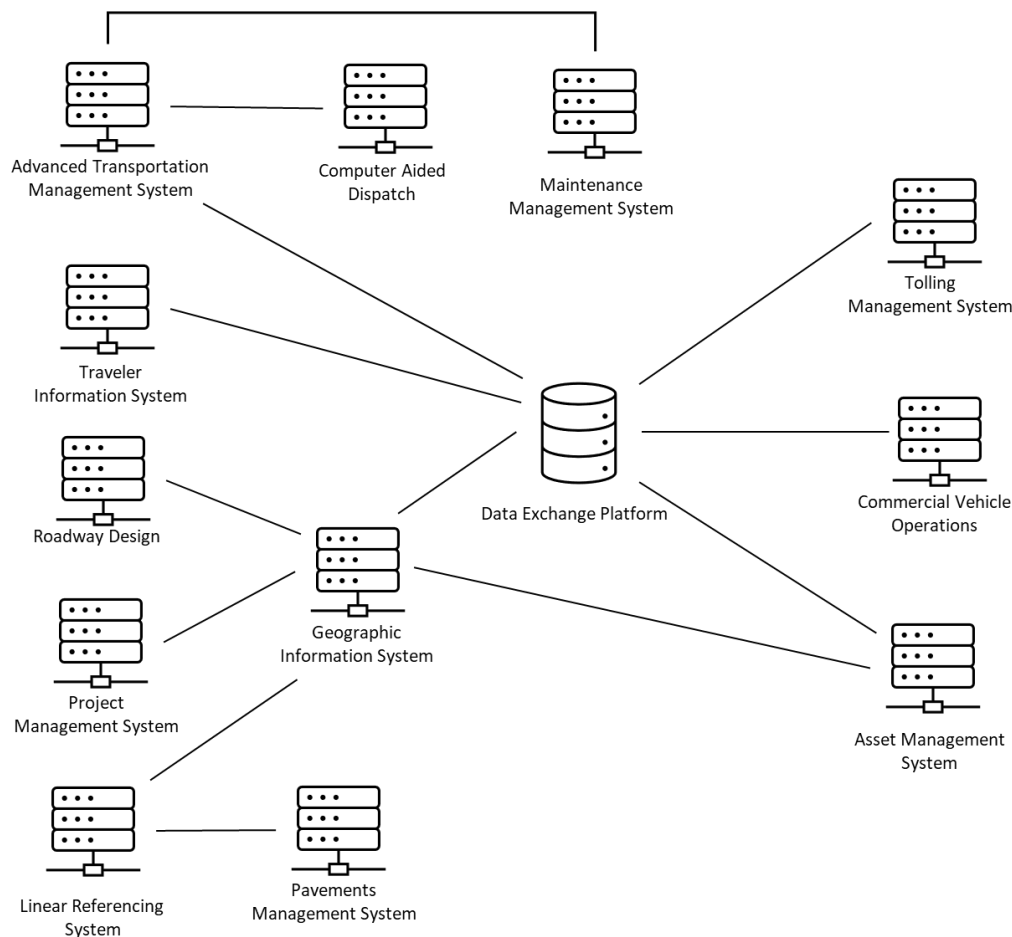 Advanced Transportation
Management System
Computer Aided
Dispatch
Maintenance
Management System
Tolling
Management System
Traveler
Information System
Data Exchange Platform
Commercial Vehicle
Operations
Roadway Design
Geographic
Information System
Project
Management System
Asset Management
System
Linear Referencing
System
Pavements
Management System